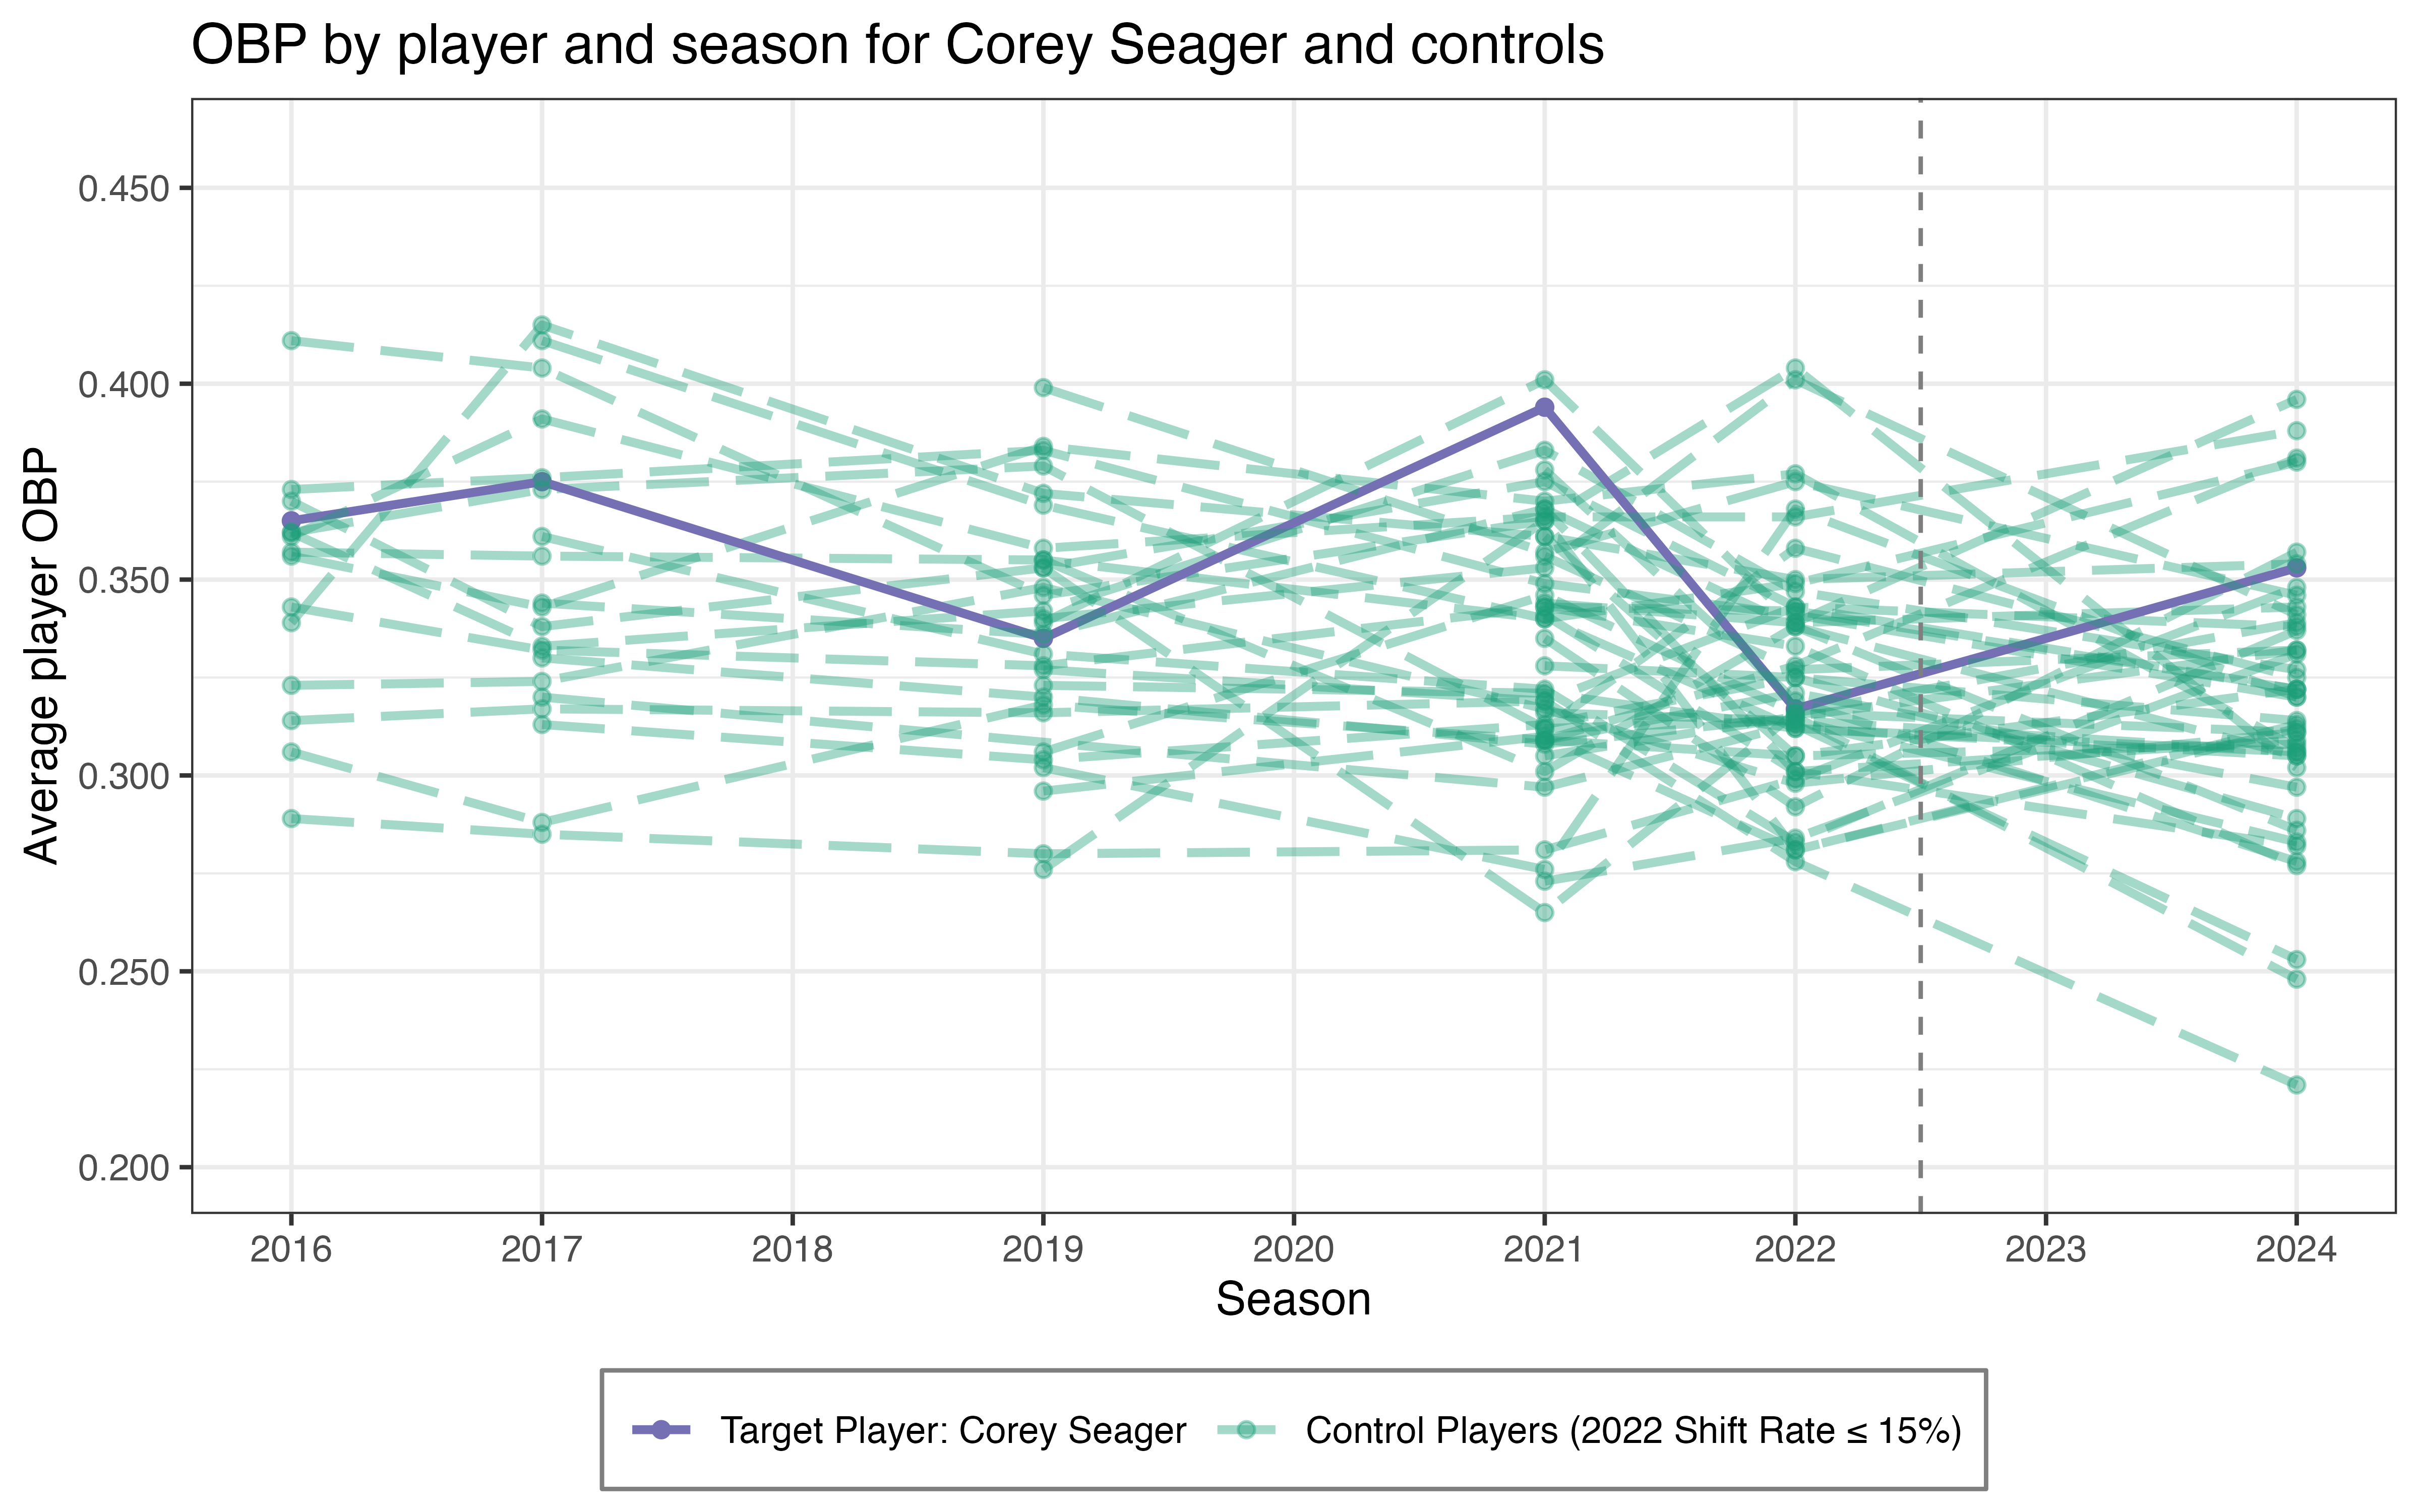 OBP by player and season for Corey Seager and controls
Average player OBP
0.450
0.400
0.350
0.300
0.250
0.200
2016 2017 2018 2019 2020 2021 2022 2023 2024
Season
Target Player: Corey Seager Control Players (2022 Shift Rate ≤ 15%)